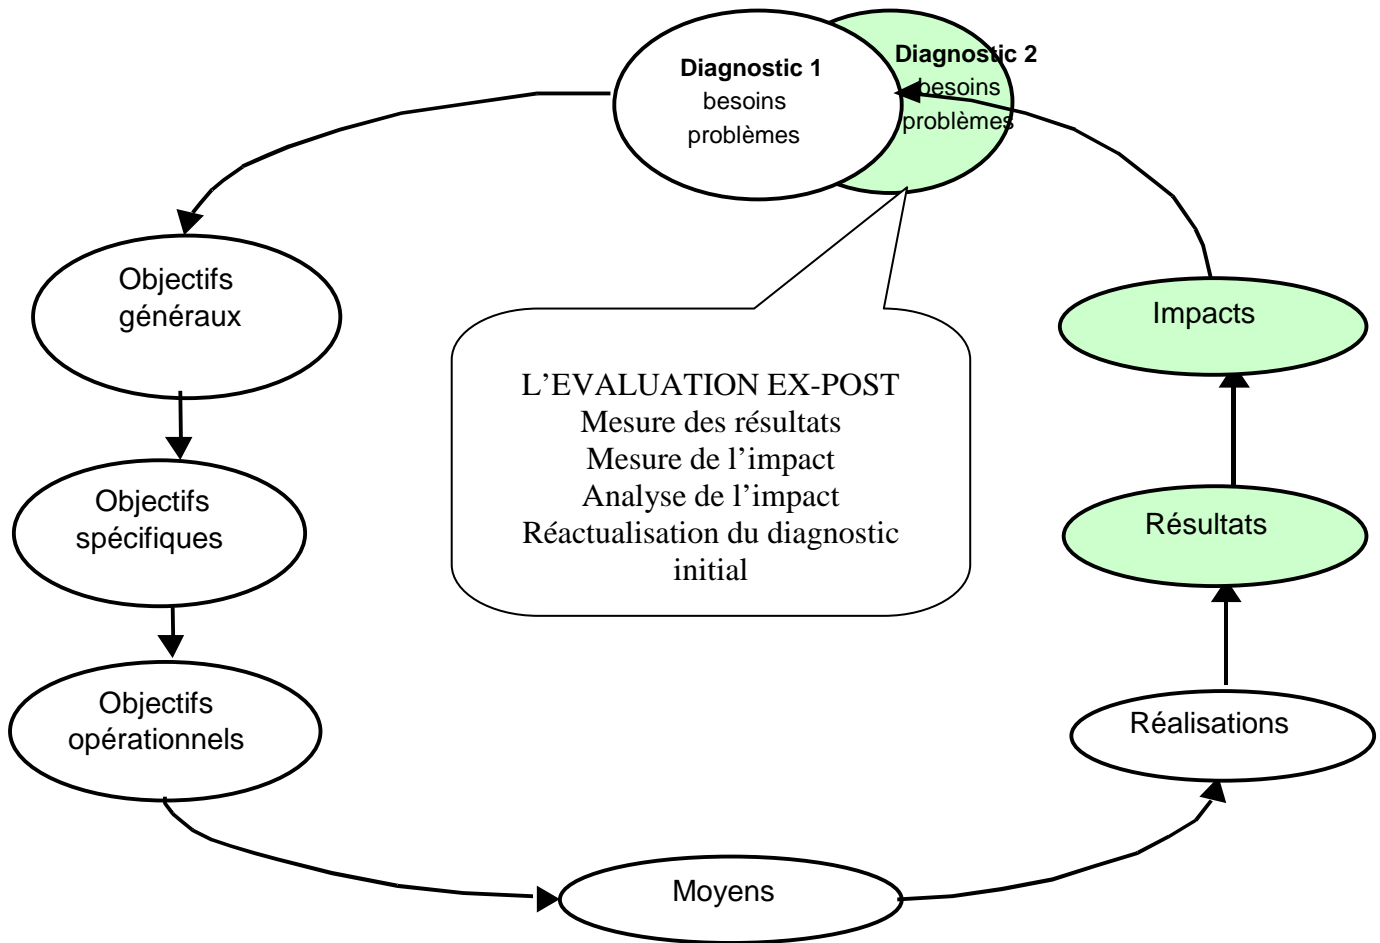 Diagnostic 1
besoins
problèmes
Diagnostic 2
besoins
problèmes
Objectifs
généraux
Impacts
L’EVALUATION EX-POST
Mesure des résultats
Mesure de l’impact
Analyse de l’impact
Réactualisation du diagnostic
initial
Objectifs
spécifiques
Résultats
Objectifs
opérationnels
Réalisations
Moyens